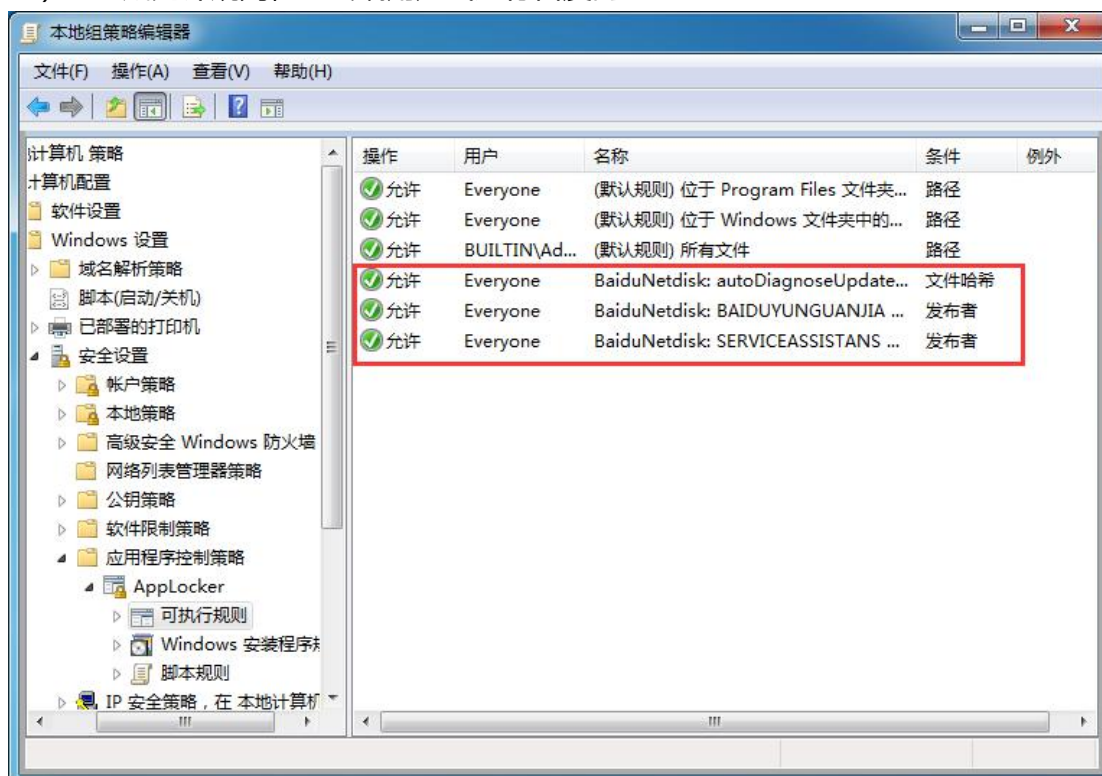 本地组策略编辑器
文件(F) 操作(A) 查看(V) 帮助(H)
计算机 策略
计算机配置
软件设置
Windows 设置
域名解析策略
脚本(启动/关机)
已部署的打印机
安全设置
帐户策略
本地策略
高级安全 Windows 防火墙
网络列表管理器策略
公钥策略
软件限制策略
应用程序控制策略
AppLocker
可执行规则
Windows 安装程序规
脚本规则
IP 安全策略，在 本地计算机
操作 用户 名称 条件 例外
允许 Everyone (默认规则) 位于 Program Files 文件夹... 路径
允许 Everyone (默认规则) 位于 Windows 文件夹中的... 路径
允许 BUILTIN\Ad... (默认规则) 所有文件 路径
允许 Everyone BaiduNetdisk: autoDiagnoseUpdate... 文件哈希
允许 Everyone BaiduNetdisk: BAIDUYUNGUANJIA ... 发布者
允许 Everyone BaiduNetdisk: SERVICEASSISTANS ... 发布者